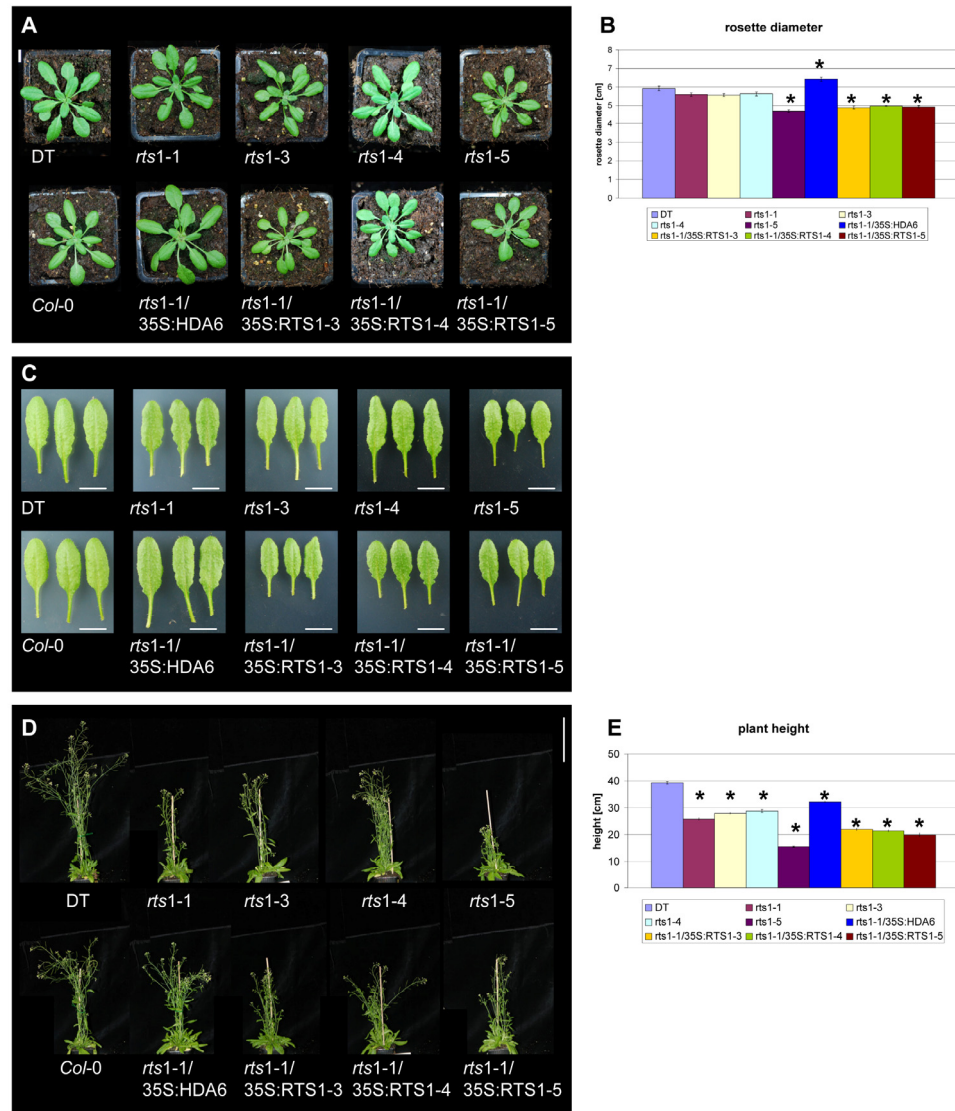 A
DT
rts1-1
rts1-3
rts1-4
rts1-5
Col-0
rts1-1/
35S:HDA6
rts1-1/
35S:RTS1-3
rts1-1/
35S:RTS1-4
rts1-1/
35S:RTS1-5
B
rosette diameter
rosette diameter [cm]
8
7
6
5
4
3
2
1
0
*
*
*
*
*
DT
rts1-1
rts1-3
rts1-4
rts1-5
rts1-1/35S:HDA6
rts1-1/35S:RTS1-3
rts1-1/35S:RTS1-4
rts1-1/35S:RTS1-5
C
DT
rts1-1
rts1-3
rts1-4
rts1-5
Col-0
rts1-1/
35S:HDA6
rts1-1/
35S:RTS1-3
rts1-1/
35S:RTS1-4
rts1-1/
35S:RTS1-5
D
DT
rts1-1
rts1-3
rts1-4
rts1-5
Col-0
rts1-1/
35S:HDA6
rts1-1/
35S:RTS1-3
rts1-1/
35S:RTS1-4
rts1-1/
35S:RTS1-5
E
plant height
height [cm]
50
40
30
20
10
0
*
*
*
*
*
*
*
*
DT
rts1-1
rts1-3
rts1-4
rts1-5
rts1-1/35S:HDA6
rts1-1/35S:RTS1-3
rts1-1/35S:RTS1-4
rts1-1/35S:RTS1-5